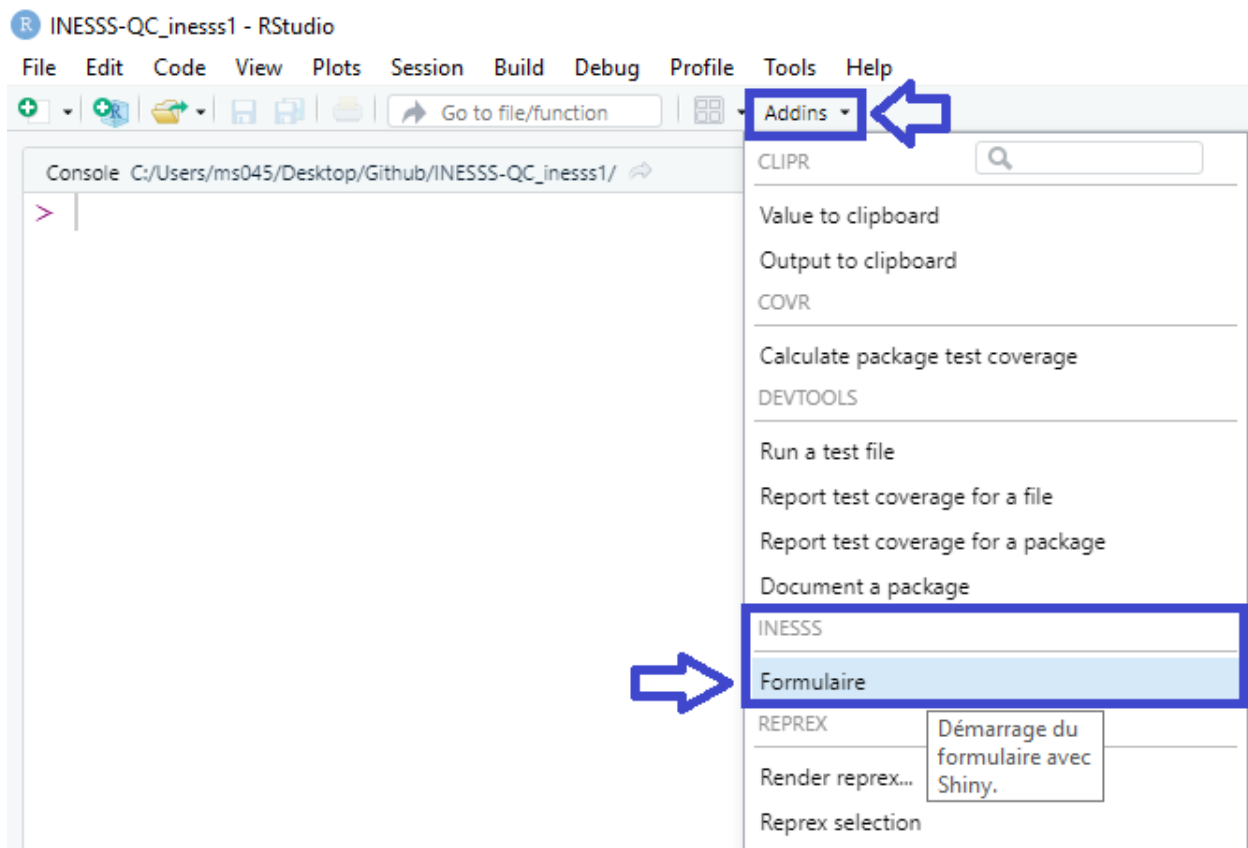 INESSS-QC_inesss1 - RStudio
File Edit Code View Plots Session Build Debug Profile Tools Help
Go to file/function Addins
Console C:/Users/ms045/Desktop/Github/INESSS-QC_inesss1/
>
CLIPR
Value to clipboard
Output to clipboard
COVR
Calculate package test coverage
DEVTOOLS
Run a test file
Report test coverage for a file
Report test coverage for a package
Document a package
INESSS
Formulaire
REPREX
Démarrage du
formulaire avec
Shiny.
Render reprex...
Reprex selection